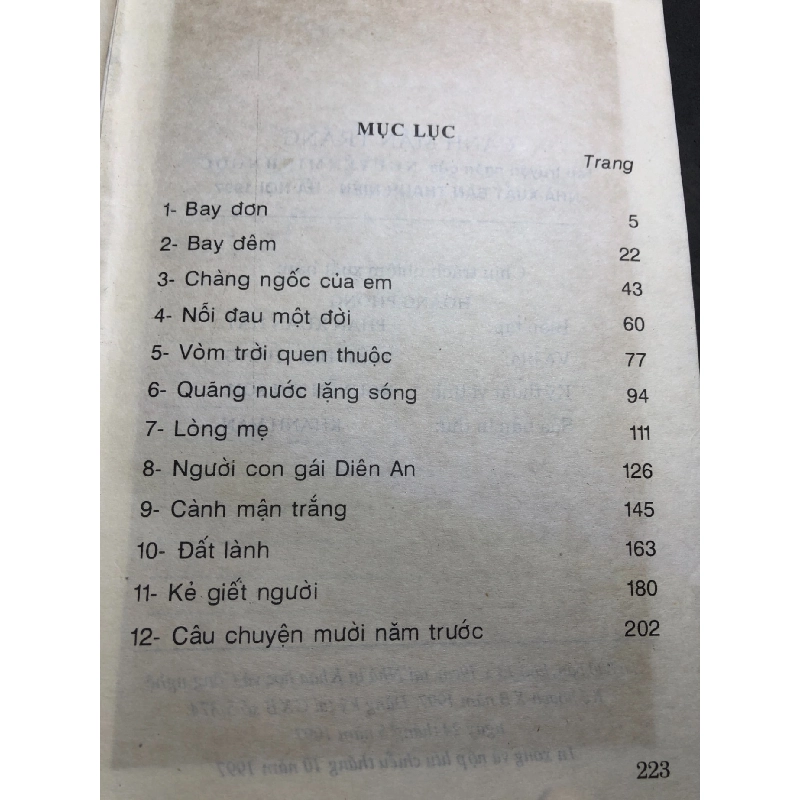 MỤC LỤC
Trang
1- Bay đơn 5
2- Bay đêm 22
3- Chàng ngốc của em 43
4- Nỗi đau một đời 60
5- Vòm trời quen thuộc 77
6- Quãng nước lặng sóng 94
7- Lòng mẹ 111
8- Người con gái Diên An 126
9- Cành mận trắng 145
10- Đất lành 163
11- Kẻ giết người 180
12- Câu chuyện mười năm trước 202
223